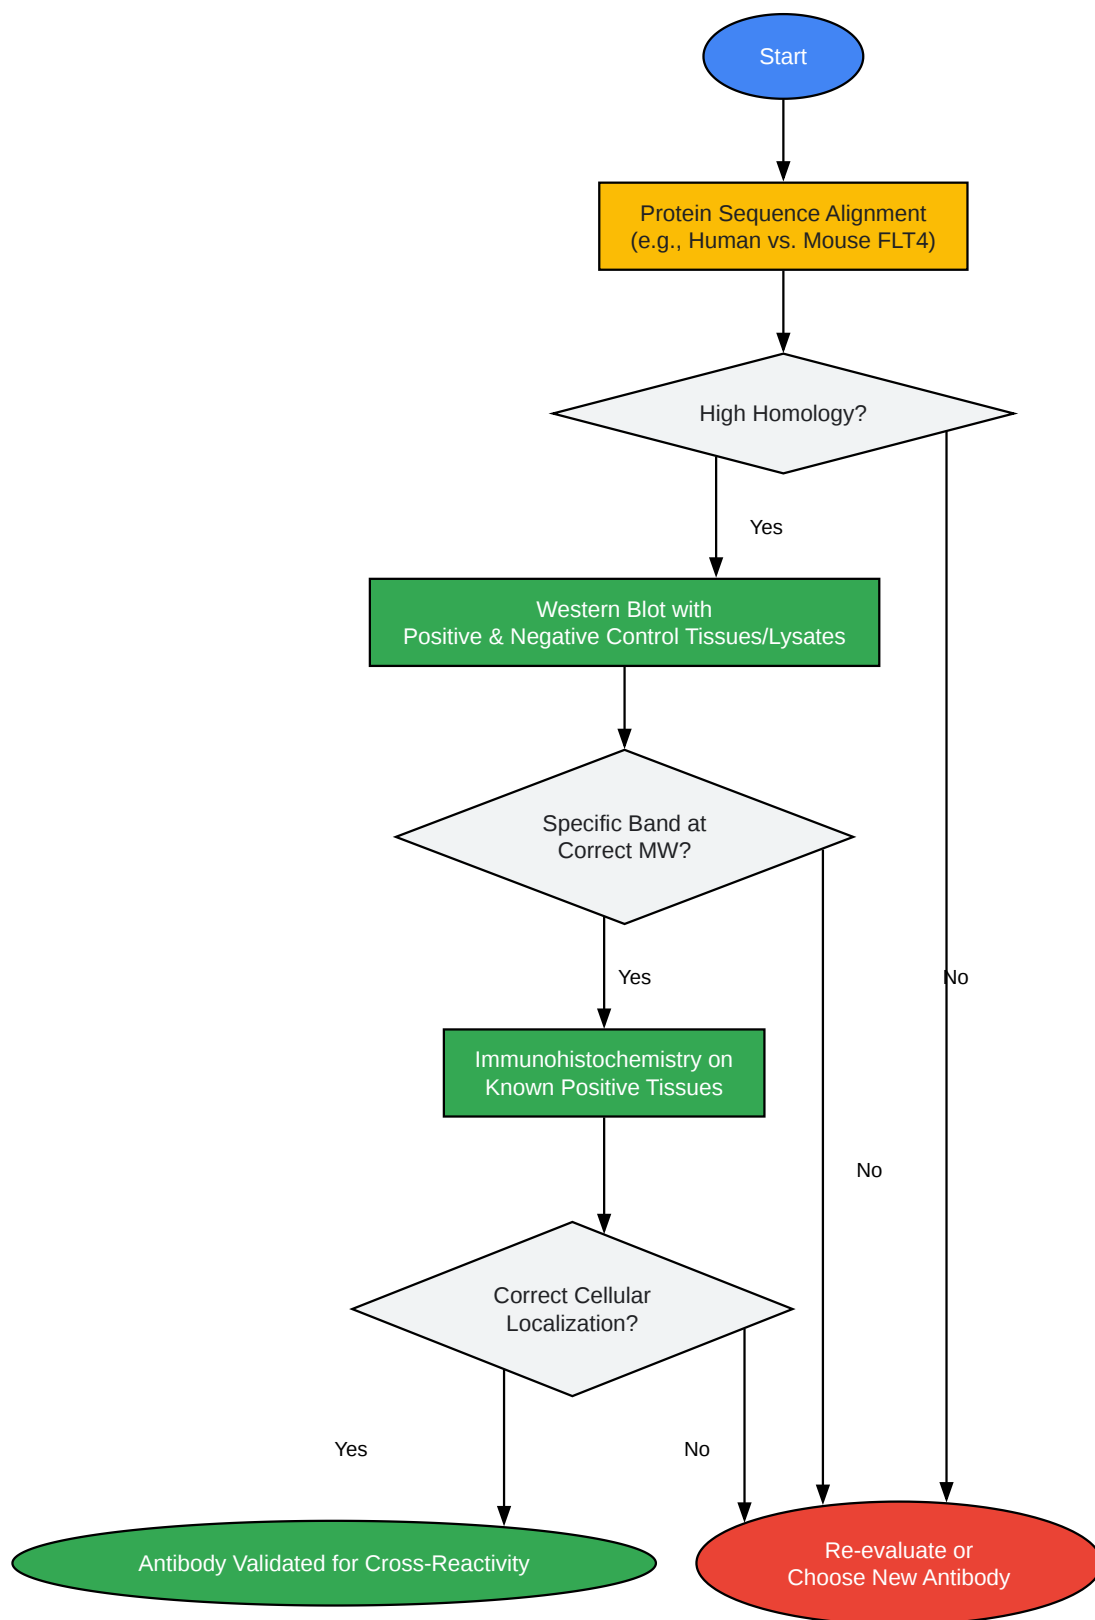 Start
Protein Sequence Alignment
(e.g., Human vs. Mouse FLT4)
High Homology?
Yes
Western Blot with
Positive & Negative Control Tissues/Lysates
Specific Band at
Correct MW?
Yes
No
Immunohistochemistry on
Known Positive Tissues
No
Correct Cellular
Localization?
Yes
No
Antibody Validated for Cross-Reactivity
Re-evaluate or
Choose New Antibody